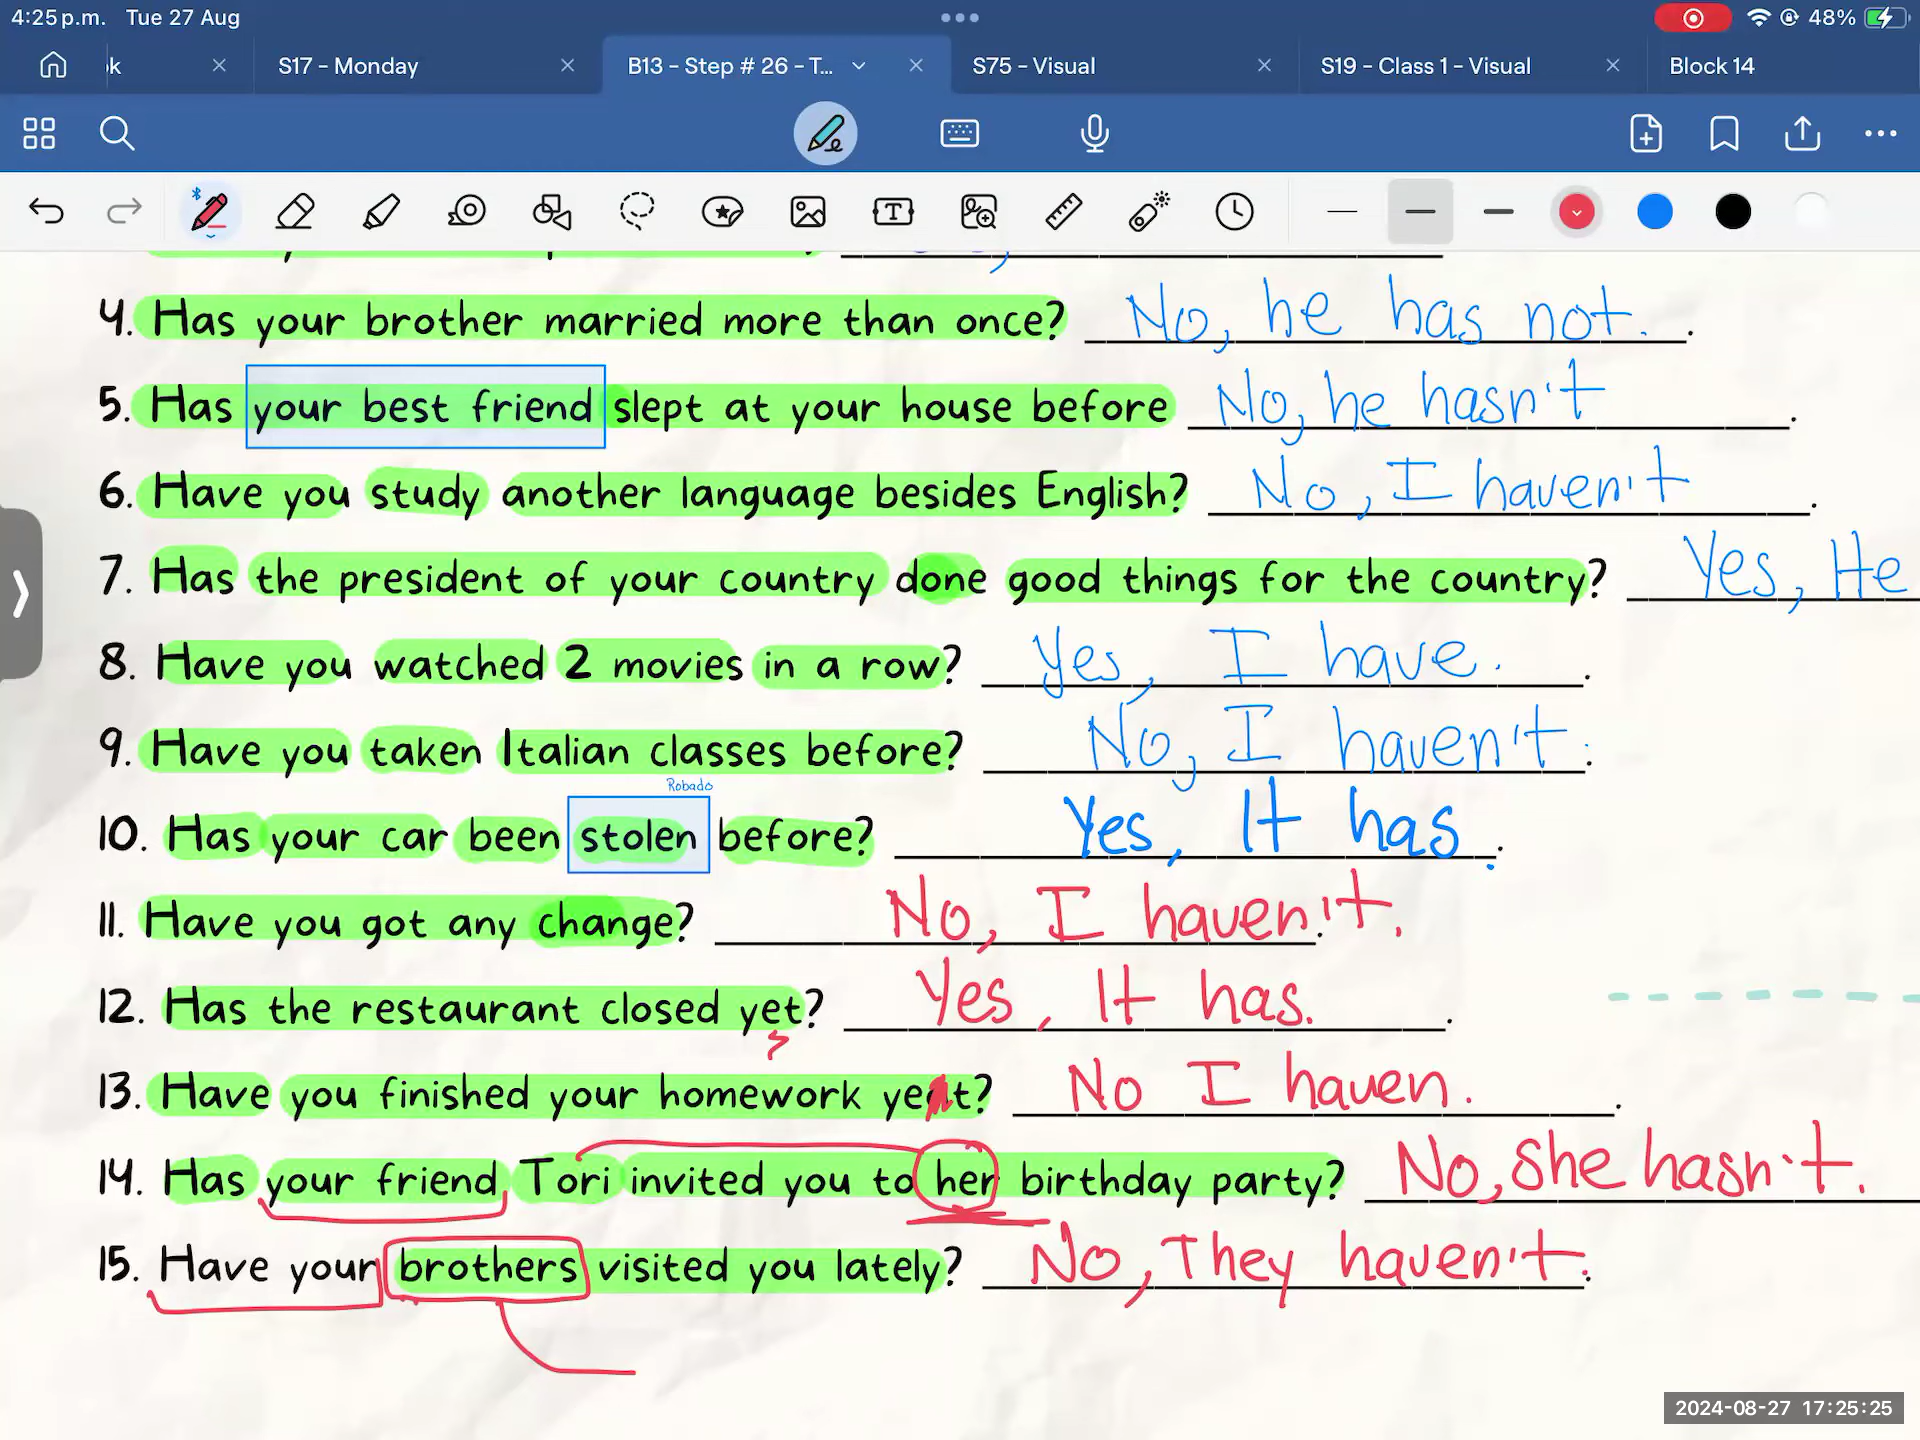 4:25 p.m. Tue 27 Aug
48%
k
S17 - Monday
B13 - Step # 26 - T...
S75 - Visual
S19 - Class 1 - Visual
Block 14
4. Has your brother married more than once? No, he has not.
5. Has your best friend slept at your house before No, he hasn't
6. Have you study another language besides English? No, I haven't
7. Has the president of your country done good things for the country? Yes, He
8. Have you watched 2 movies in a row? Yes, I have.
9. Have you taken Italian classes before? No, I haven't.
Robado
10. Has your car been stolen before? Yes, It has.
11. Have you got any change? No, I haven't.
12. Has the restaurant closed yet? Yes, It has.
13. Have you finished your homework yet? No I haven.
14. Has your friend Tori invited you to her birthday party? No, She hasn't.
15. Have your brothers visited you lately? No, They haven't.
2024-08-27 17:25:25